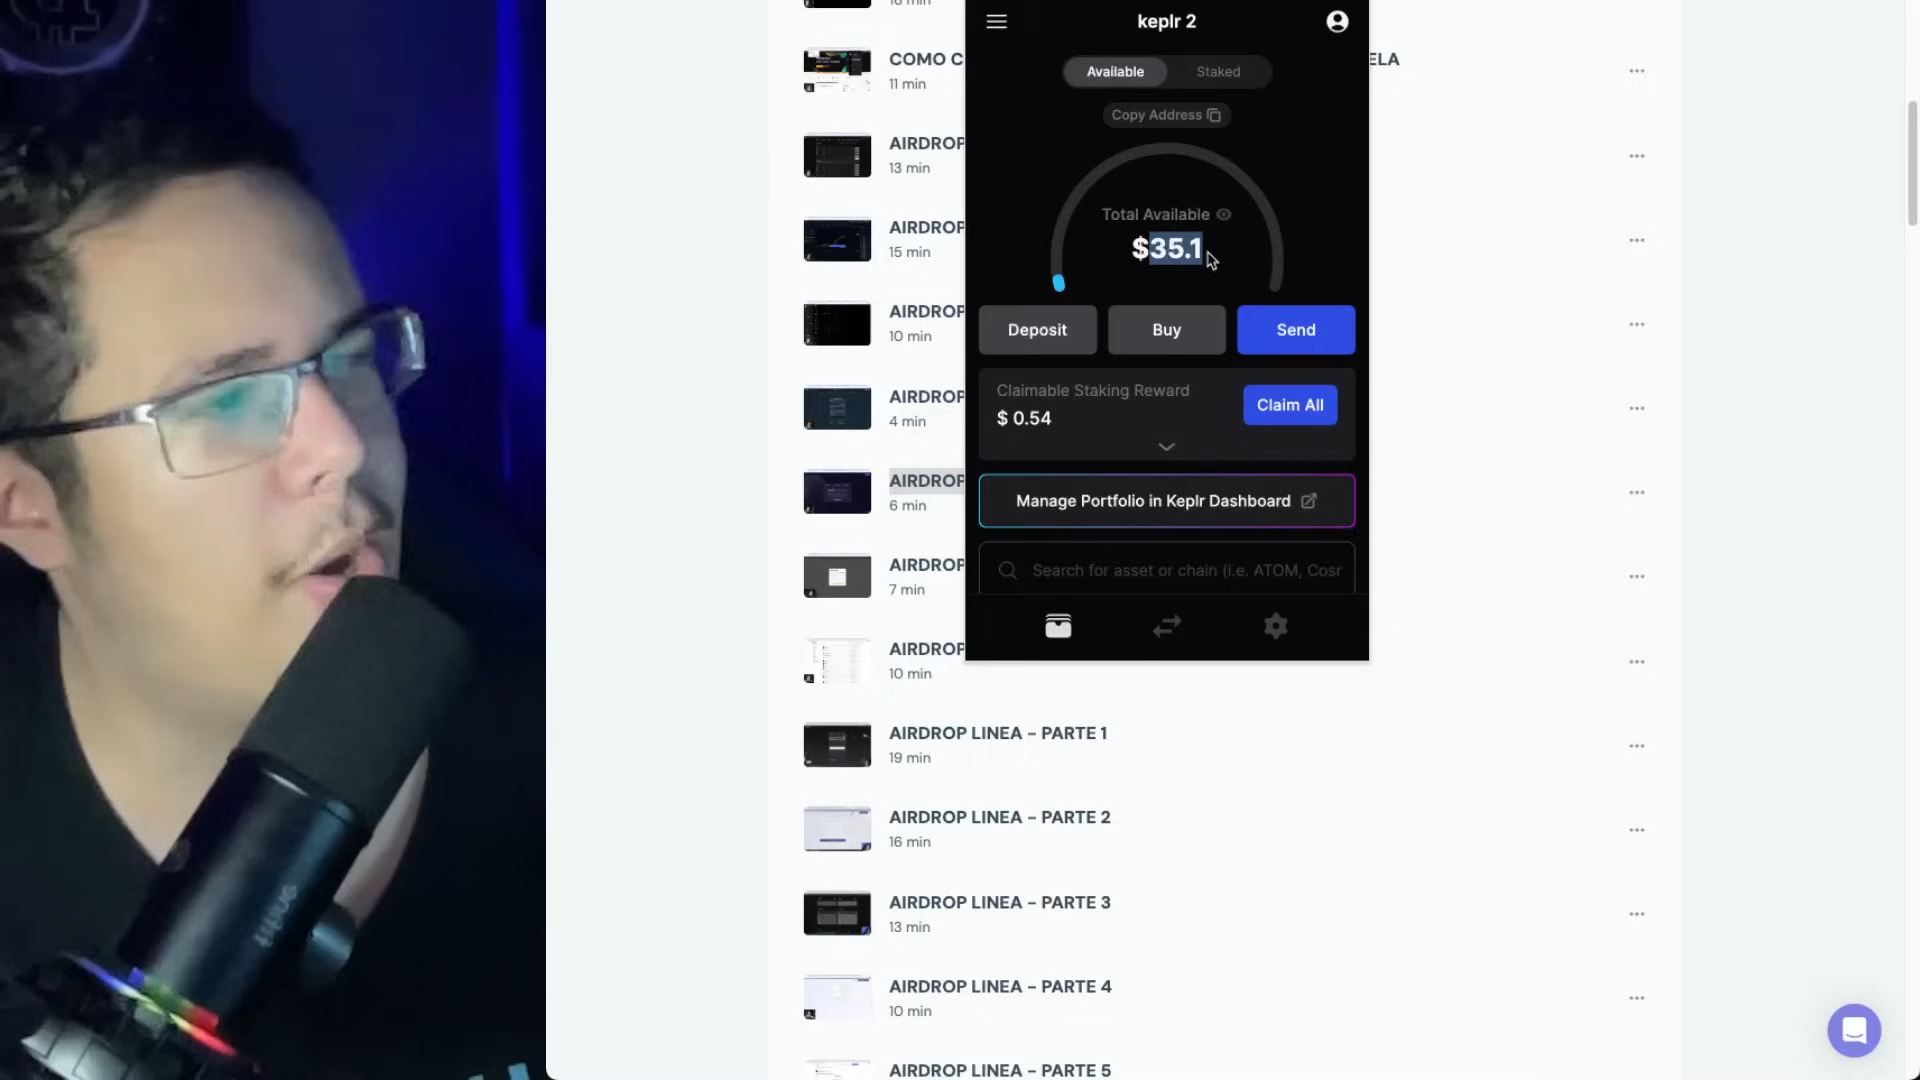 16 min
keplr 2
COMO C
ELA
11 min
Available
Staked
Copy Address
AIRDROP
13 min
Total Available
$35.1
AIRDROP
15 min
AIRDROP
10 min
Deposit
Buy
Send
AIRDROP
4 min
Claimable Staking Reward
$ 0.54
Claim All
AIRDROP
6 min
Manage Portfolio in Keplr Dashboard
AIRDROP
7 min
Search for asset or chain (i.e. ATOM, Cosr
AIRDROP
10 min
AIRDROP LINEA – PARTE 1
19 min
AIRDROP LINEA – PARTE 2
16 min
AIRDROP LINEA – PARTE 3
13 min
AIRDROP LINEA – PARTE 4
10 min
AIRDROP LINEA – PARTE 5